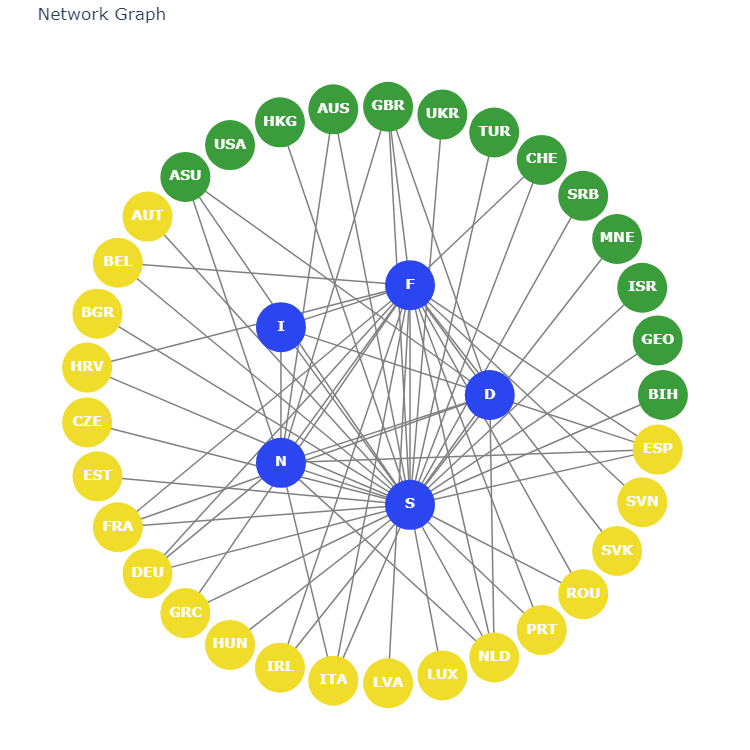 Network Graph
GBR
AUS
UKR
HKG
TUR
USA
CHE
ASU
SRB
AUT
MNE
BEL
F
ISR
BGR
I
GEO
HRV
D
BIH
CZE
ESP
N
EST
SVN
S
FRA
SVK
DEU
ROU
GRC
PRT
HUN
NLD
IRL
LUX
ITA
LVA